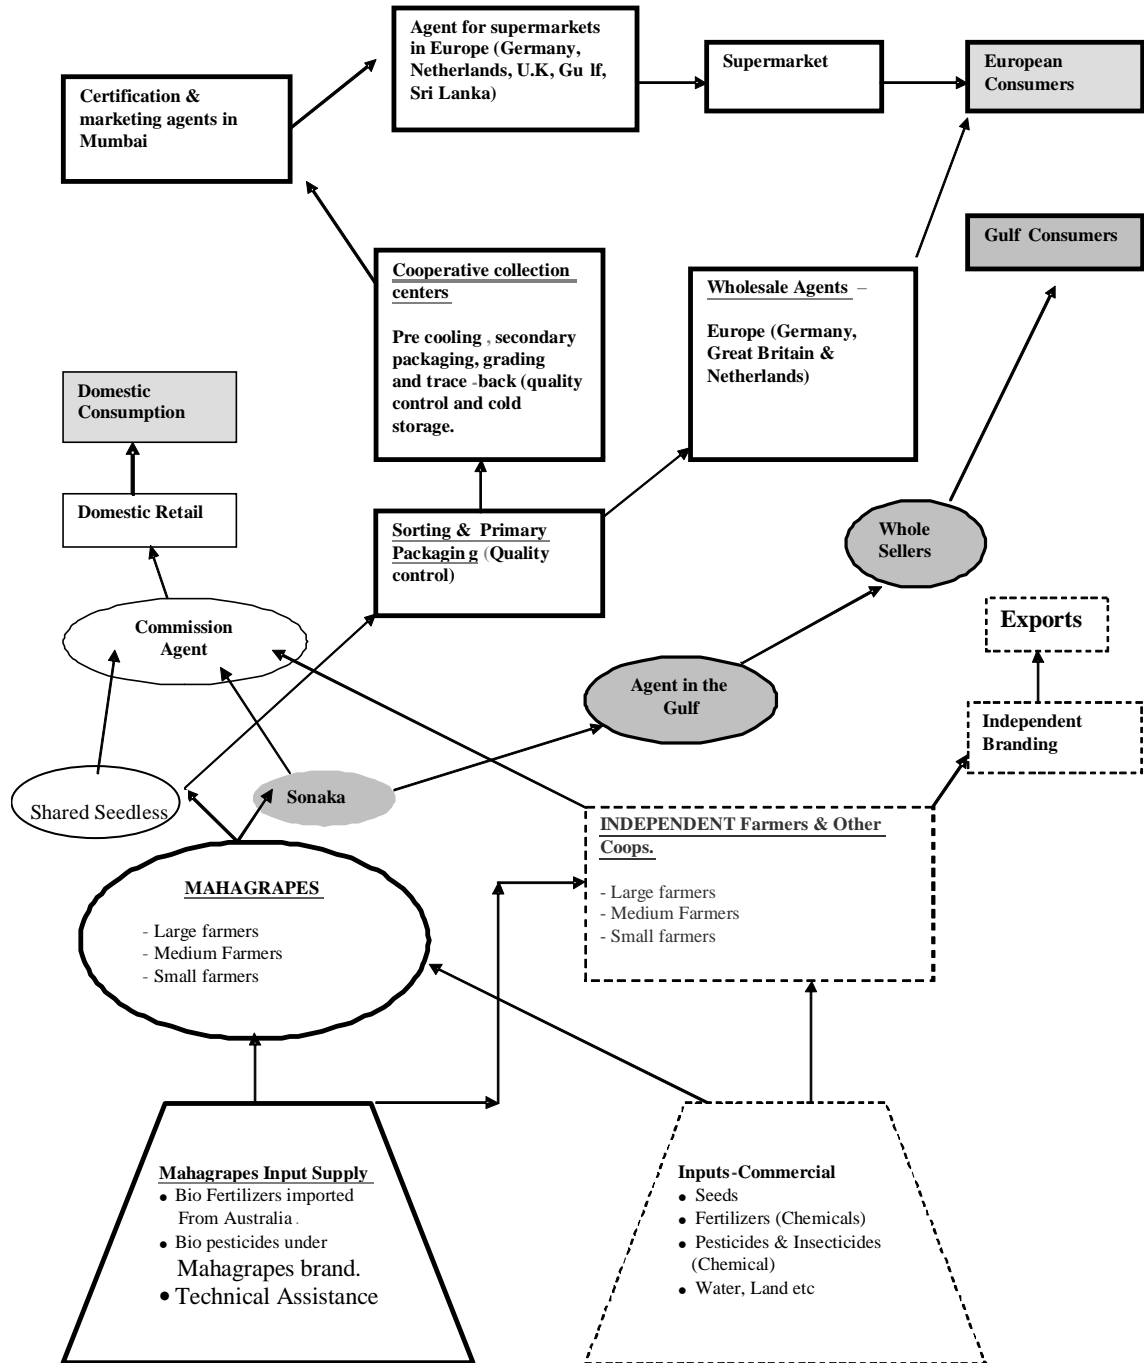 Agent for supermarkets
in Europe (Germany,
Netherlands, U.K, Gu lf,
Sri Lanka)
Supermarket
European
Consumers
Certification &
marketing agents in
Mumbai
Gulf Consumers
Cooperative collection
centers
Pre cooling , secondary
packaging, grading
and trace -back (quality
control and cold
storage.
Wholesale Agents –
Europe (Germany,
Great Britain &
Netherlands)
Domestic
Consumption
Domestic Retail
Sorting & Primary
Packagin g (Quality
control)
Whole
Sellers
Commission
Agent
Exports
Agent in the
Gulf
Independent
Branding
Shared Seedless
Sonaka
INDEPENDENT Farmers & Other
Coops.
- Large farmers
- Medium Farmers
- Small farmers
MAHAGRAPES
- Large farmers
- Medium Farmers
- Small farmers
Mahagrapes Input Supply
• Bio Fertilizers imported
From Australia .
• Bio pesticides under
Mahagrapes brand.
• Technical Assistance
Inputs-Commercial
• Seeds
• Fertilizers (Chemicals)
• Pesticides & Insecticides
(Chemical)
• Water, Land etc